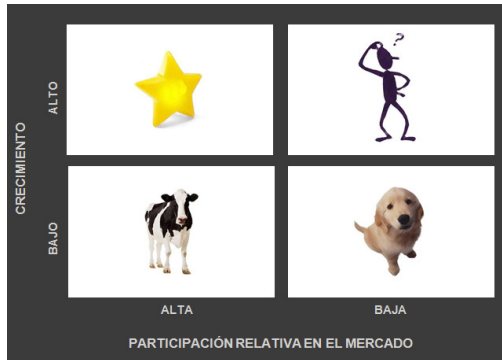 ?
ALTO
CRECIMIENTO
BAJO
ALTA
BAJA
PARTICIPACIÓN RELATIVA EN EL MERCADO